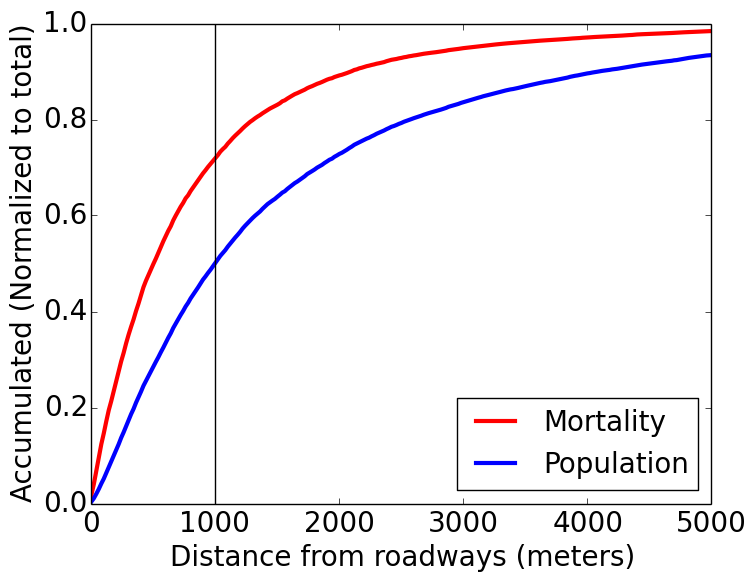 Accumulated (Normalized to total)
1.0
0.8
0.6
0.4
0.2
0.0
0 1000 2000 3000 4000 5000
Distance from roadways (meters)
Mortality
Population